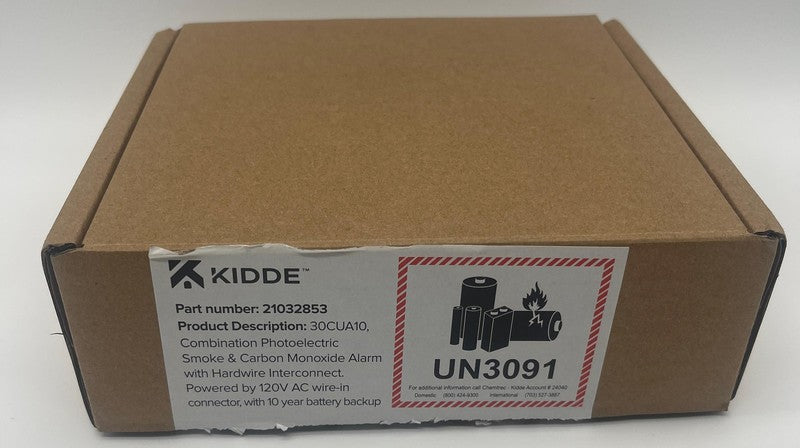 KIDDE™
Part number: 21032853
Product Description: 30CUA10,
Combination Photoelectric
Smoke & Carbon Monoxide Alarm
with Hardwire Interconnect.
Powered by 120V AC wire-in
connector, with 10 year battery backup
UN3091
For additional information call Chemtrec - Kidde Account # 24040
Domestic (800) 424-9300 International (703) 527-3887